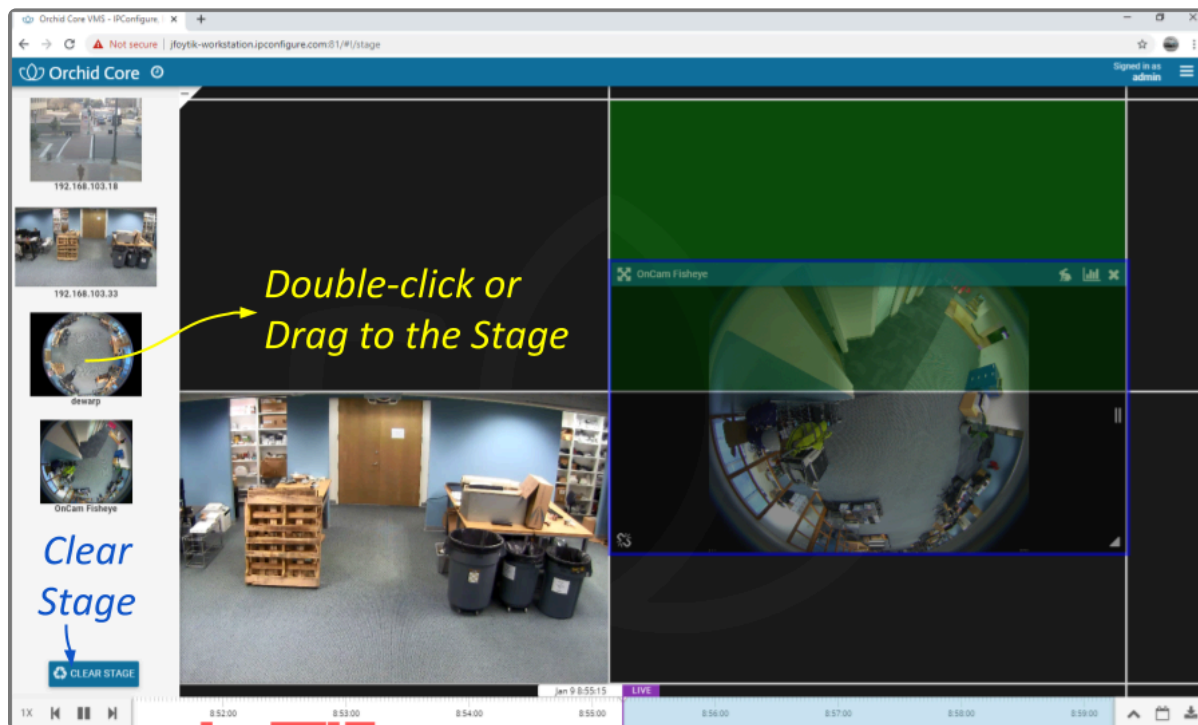 Orchid Core VMS - IPConfigure,
Not secure | jfoytik-workstation.ipconfigure.com:81/#!/stage
Orchid Core
Signed in as
admin
192.168.103.18
192.168.103.33
dewarp
OnCam Fisheye
Double-click or
Drag to the Stage
OnCam Fisheye
Clear
Stage
CLEAR STAGE
Jan 9 8:55:15 LIVE
1X 8:52:00 8:53:00 8:54:00 8:55:00 8:56:00 8:57:00 8:58:00 8:59:00